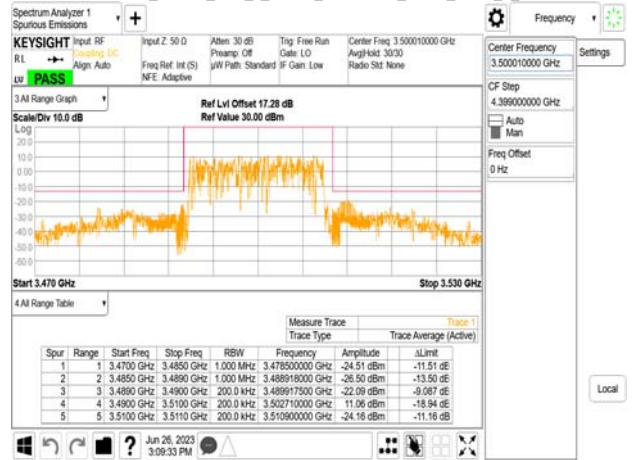 Spectrum Analyzer 1
Spurious Emissions
Frequency
KEYSIGHT Input: RF Input Z: 50 Ω Atten: 30 dB Trig: Free Run Center Freq: 3.500010000 GHz
RL Coupling: DC Preamp: Off Gate: LO Avg|Hold: 30/30
Align: Auto Freq Ref: Int (S) µW Path: Standard IF Gain: Low Radio Std: None
LU PASS NFE: Adaptive
Center Frequency
3.500010000 GHz
Settings
CF Step
4.399000000 GHz
Auto
Man
Freq Offset
0 Hz
3 All Range Graph
Ref Lvl Offset 17.28 dB
Scale/Div 10.0 dB Ref Value 30.00 dBm
Log
20.0
10.0
0.00
-10.0
-20.0
-30.0
-40.0
-50.0
-60.0
Start 3.470 GHz Stop 3.530 GHz
4 All Range Table
Measure Trace Trace 1
Trace Type Trace Average (Active)
Spur Range Start Freq Stop Freq RBW Frequency Amplitude ΔLimit
1 1 3.4700 GHz 3.4850 GHz 1.000 MHz 3.478500000 GHz -24.51 dBm -11.51 dE
2 2 3.4850 GHz 3.4890 GHz 1.000 MHz 3.488918000 GHz -26.50 dBm -13.50 dE
3 3 3.4890 GHz 3.4900 GHz 200.0 kHz 3.489917500 GHz -22.09 dBm -9.087 dE
4 4 3.4900 GHz 3.5100 GHz 200.0 kHz 3.502710000 GHz 11.06 dBm -18.94 dE
5 5 3.5100 GHz 3.5110 GHz 200.0 kHz 3.510900000 GHz -24.16 dBm -11.16 dB
Local
Jun 26, 2023
3:09:33 PM